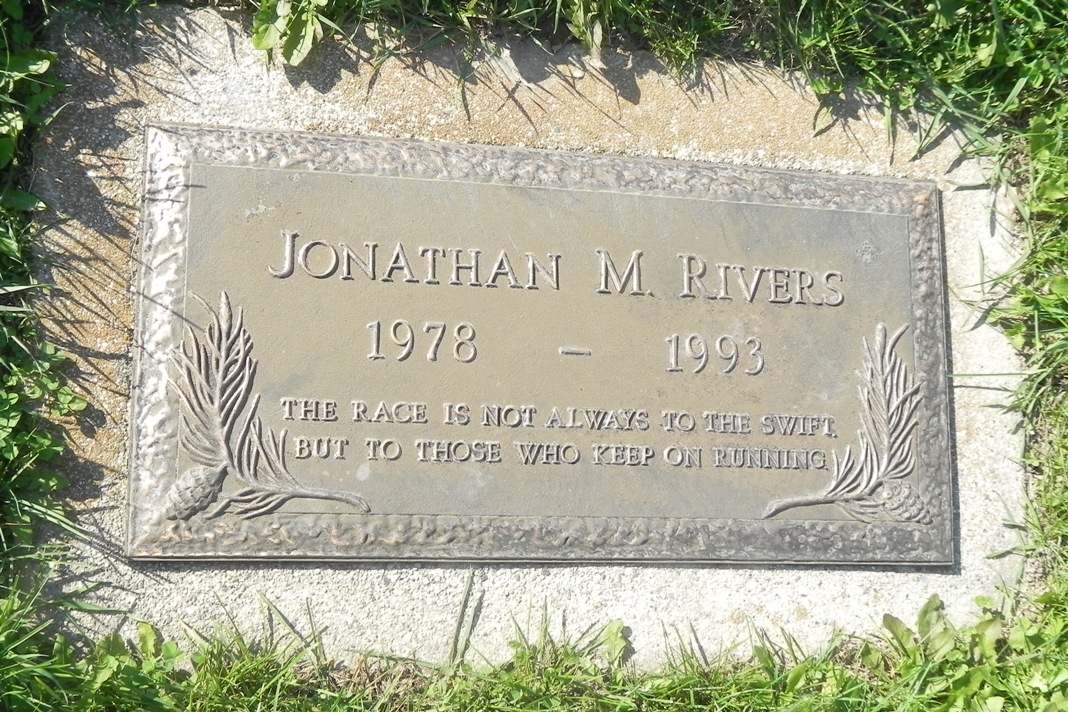 JONATHAN M. RIVERS
1978 – 1993
THE RACE IS NOT ALWAYS TO THE SWIFT,
BUT TO THOSE WHO KEEP ON RUNNING.